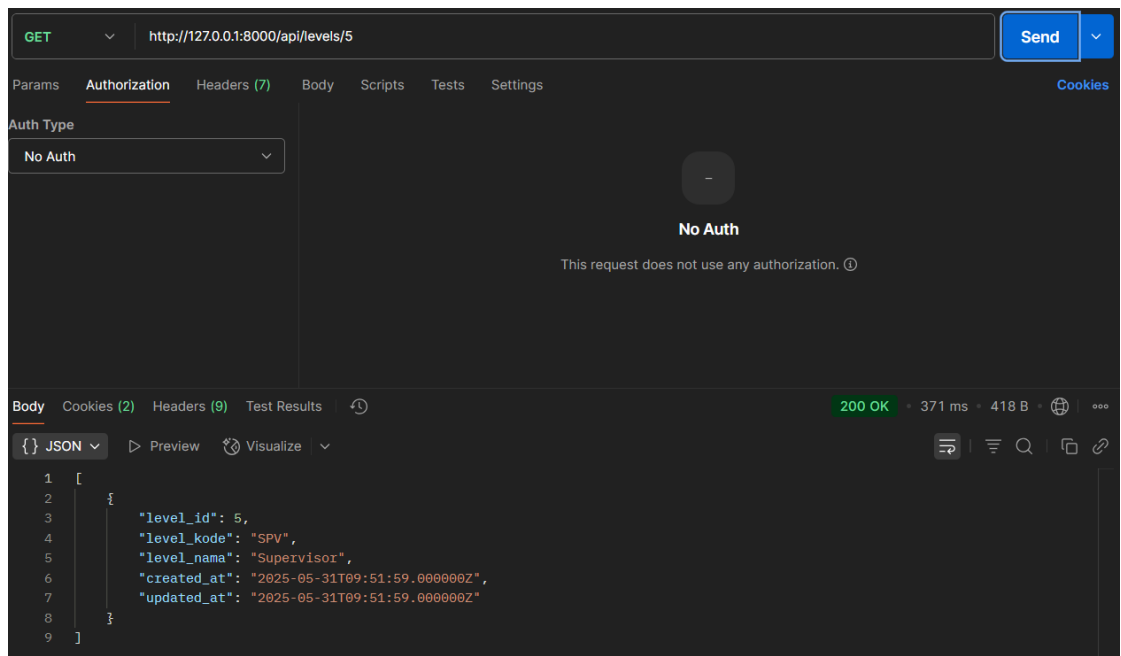 GET http://127.0.0.1:8000/api/levels/5 Send
Params Authorization Headers (7) Body Scripts Tests Settings Cookies
Auth Type
No Auth
No Auth
This request does not use any authorization.
Body Cookies (2) Headers (9) Test Results 200 OK • 371 ms • 418 B •
{} JSON Preview Visualize
1 [
2 {
3 "level_id": 5,
4 "level_kode": "SPV",
5 "level_nama": "Supervisor",
6 "created_at": "2025-05-31T09:51:59.000000Z",
7 "updated_at": "2025-05-31T09:51:59.000000Z"
8 }
9 ]